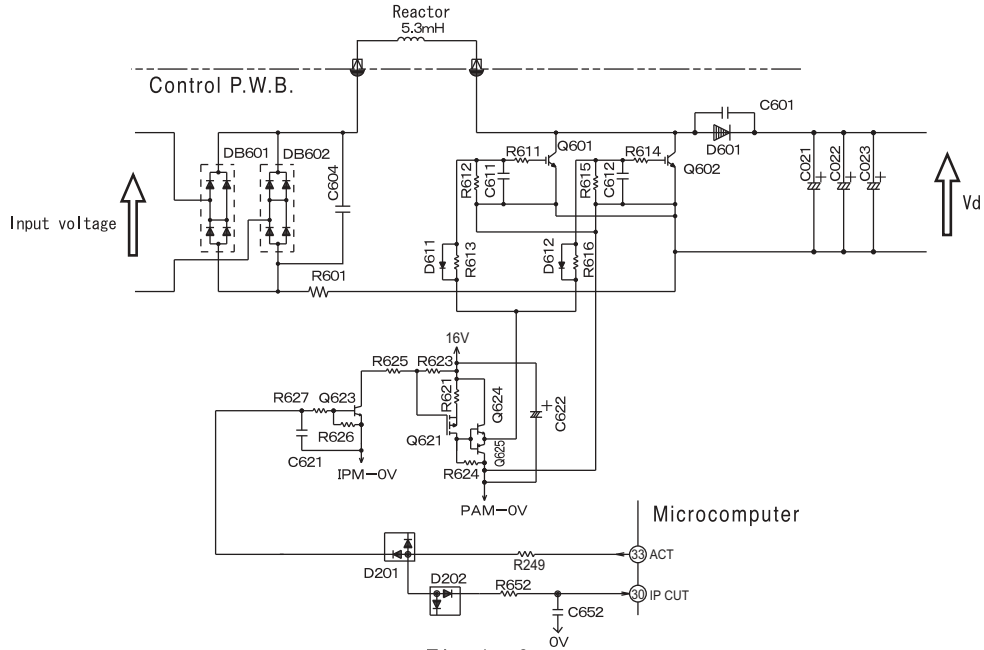 Reactor
5.3mH
Control P.W.B.
C601
D601
Q601
Q602
R611
R614
R612
C611
R615
C612
DB601
DB602
C604
C021
+
C022
+
C023
+
Input voltage
Vd
D611
R613
D612
R616
R601
16V
R625
R623
R621
Q624
+
C622
R627
Q623
R626
Q621
Q625
C621
R624
IPM-0V
PAM-0V
Microcomputer
33 ACT
R249
D201
D202
R652
30 IP CUT
C652
0V